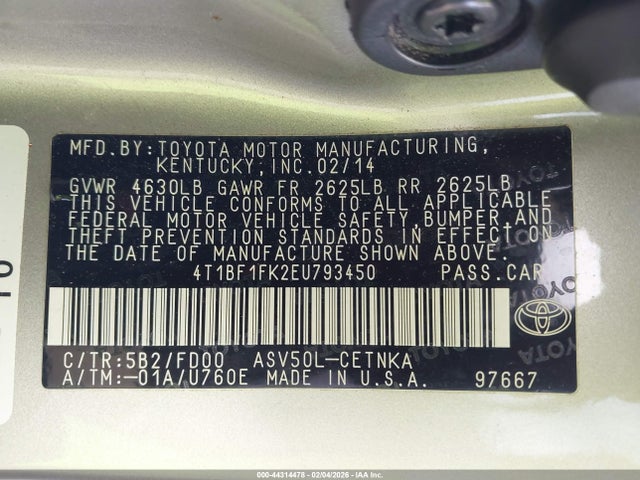 MFD.BY:TOYOTA MOTOR MANUFACTURING,
KENTUCKY,INC.02/14
GVWR 4630LB GAWR FR 2625LB RR 2625LB
THIS VEHICLE CONFORMS TO ALL APPLICABLE
FEDERAL MOTOR VEHICLE SAFETY,BUMPER,AND
THEFT PREVENTION STANDARDS IN EFFECT ON
THE DATE OF MANUFACTURE SHOWN ABOVE.
4T1BF1FK2EU793450 PASS.CAR
C/TR:5B2/FD00 ASV50L-CETNKA
A/TM:-01A/U760E MADE IN U.S.A. 97667
000-44314478 - 02/04/2026 - IAAI, Inc.